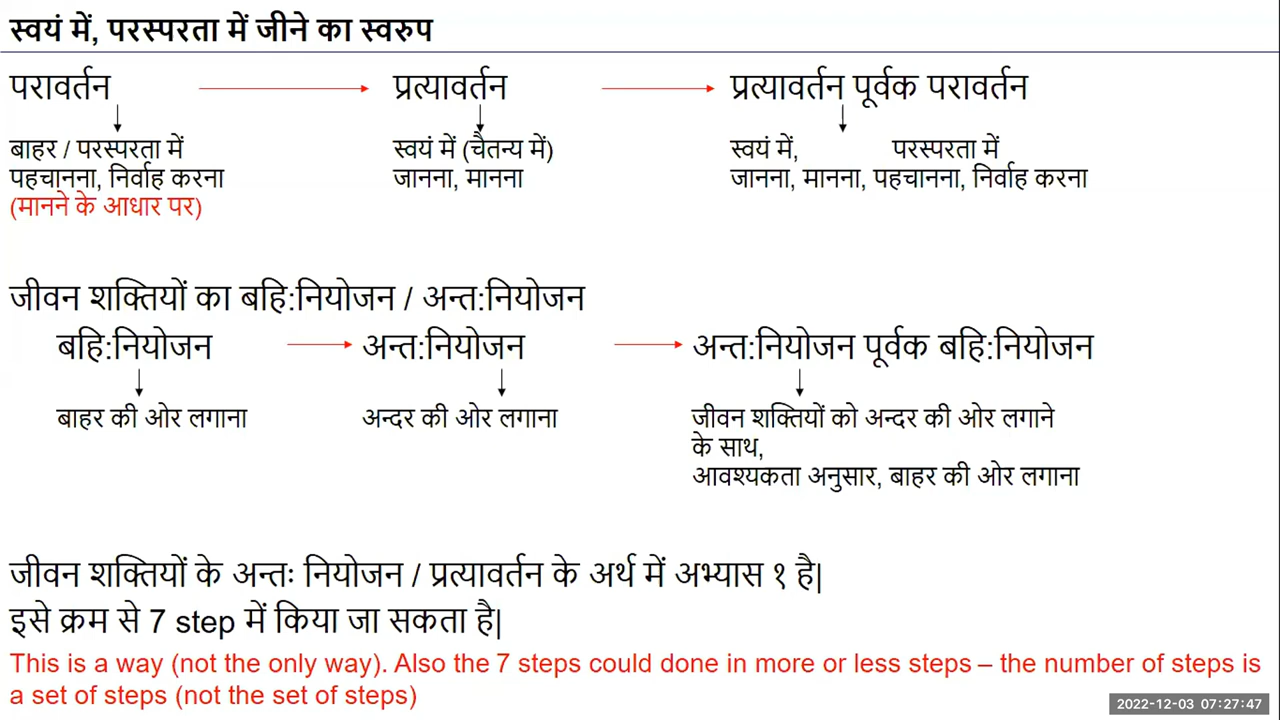 स्वयं में, परस्परता में जीने का स्वरुप
परावर्तन प्रत्यावर्तन प्रत्यावर्तन पूर्वक परावर्तन
बाहर / परस्परता में स्वयं में (चैतन्य में) स्वयं में, परस्परता में
पहचानना, निर्वाह करना जानना, मानना जानना, मानना, पहचानना, निर्वाह करना
(मानने के आधार पर)
जीवन शक्तियों का बहि:नियोजन / अन्त:नियोजन
बहि:नियोजन अन्त:नियोजन अन्त:नियोजन पूर्वक बहि:नियोजन
बाहर की ओर लगाना अन्दर की ओर लगाना जीवन शक्तियों को अन्दर की ओर लगाने
के साथ,
आवश्यकता अनुसार, बाहर की ओर लगाना
जीवन शक्तियों के अन्तः नियोजन / प्रत्यावर्तन के अर्थ में अभ्यास १ है|
इसे क्रम से 7 step में किया जा सकता है|
This is a way (not the only way). Also the 7 steps could done in more or less steps – the number of steps is
a set of steps (not the set of steps)
2022-12-03 07:27:47